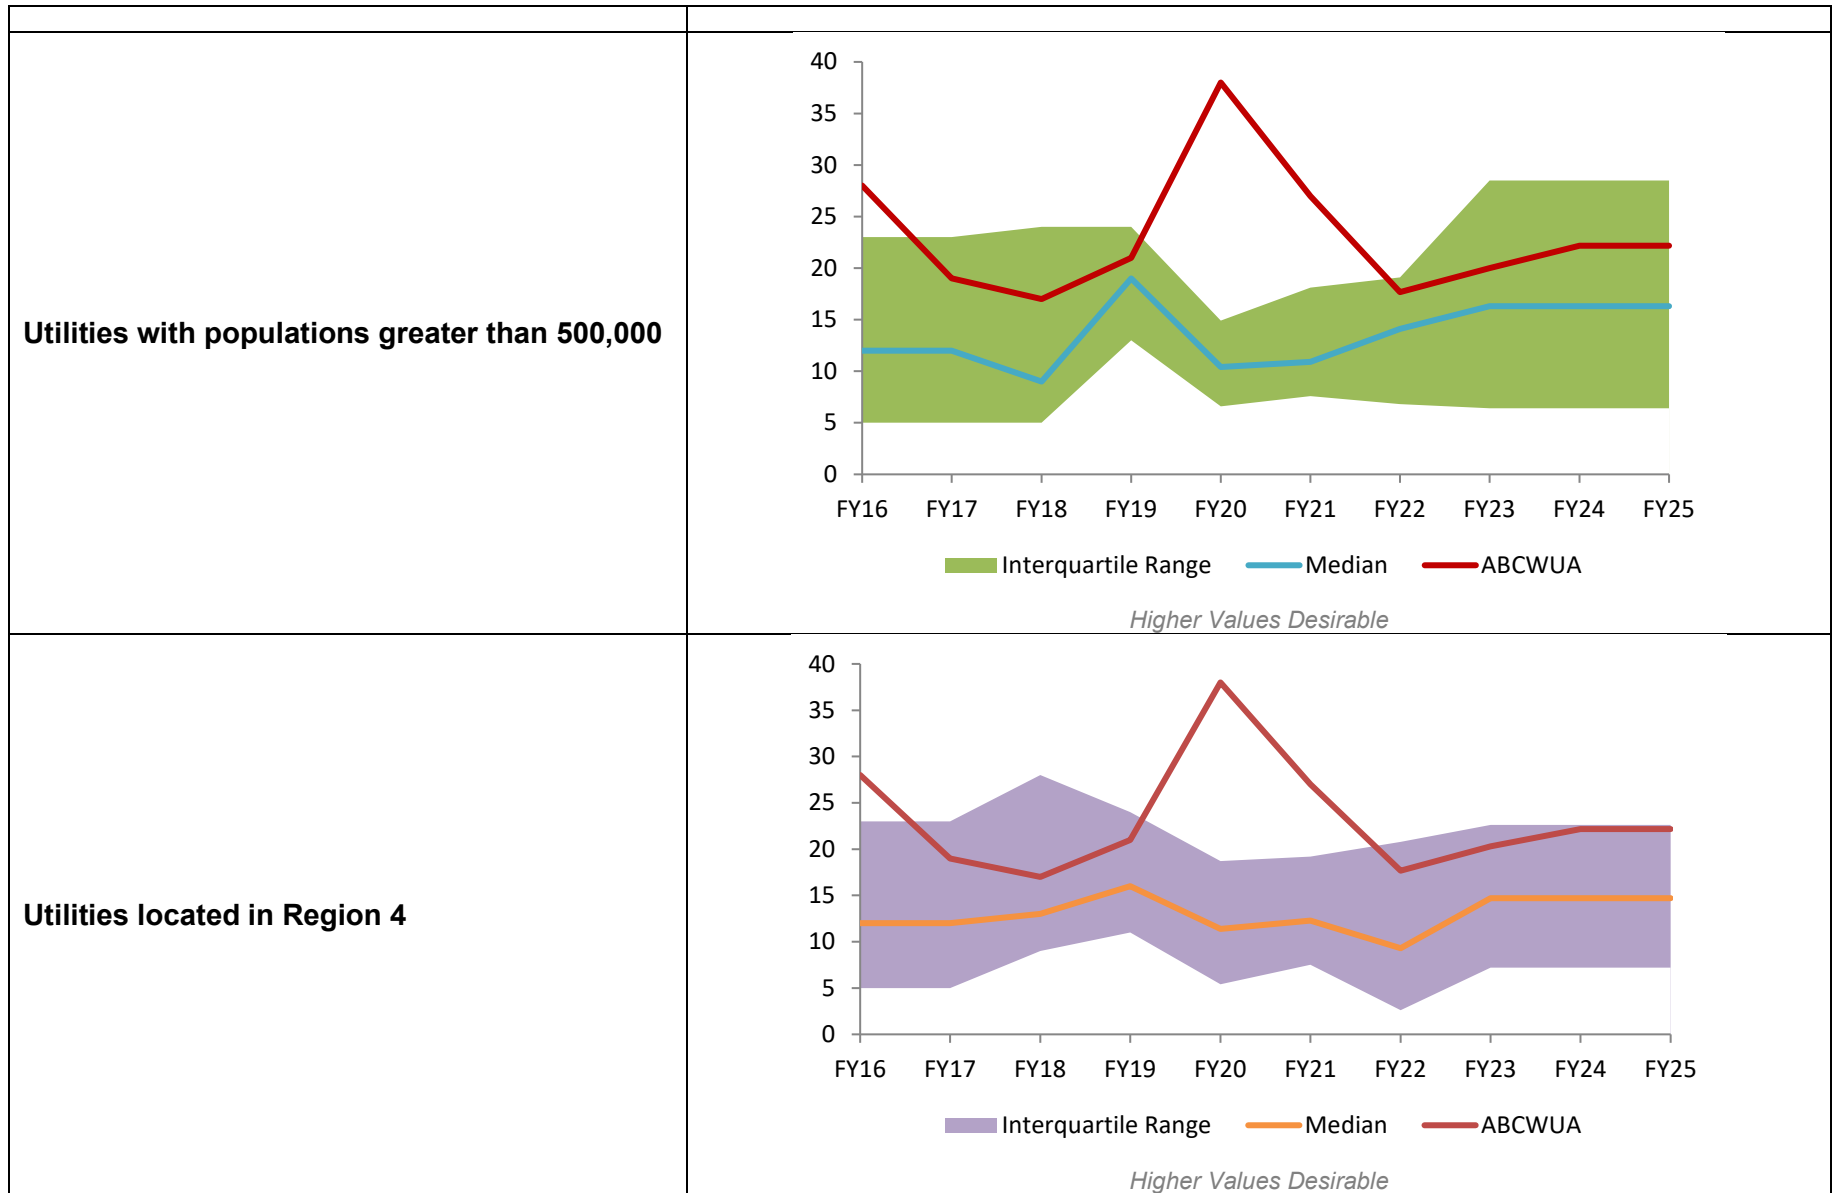 Utilities with populations greater than 500,000
40
35
30
25
20
15
10
5
0
FY16 FY17 FY18 FY19 FY20 FY21 FY22 FY23 FY24 FY25
Interquartile Range Median ABCWUA
Higher Values Desirable
Utilities located in Region 4
40
35
30
25
20
15
10
5
0
FY16 FY17 FY18 FY19 FY20 FY21 FY22 FY23 FY24 FY25
Interquartile Range Median ABCWUA
Higher Values Desirable